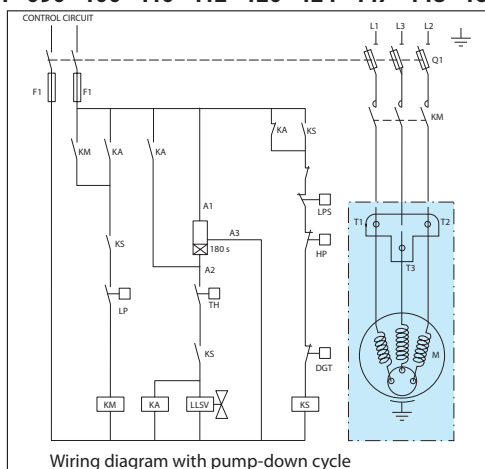 CONTROL CIRCUIT
L1 L3 L2
Q1
F1 F1
KM
KA KS
KM KA KA
A1
LPS
A3
T1 T2
180 s
HP
KS
T3
A2
LP
TH
KS
M
DGT
KM KA LLSV KS
Wiring diagram with pump-down cycle